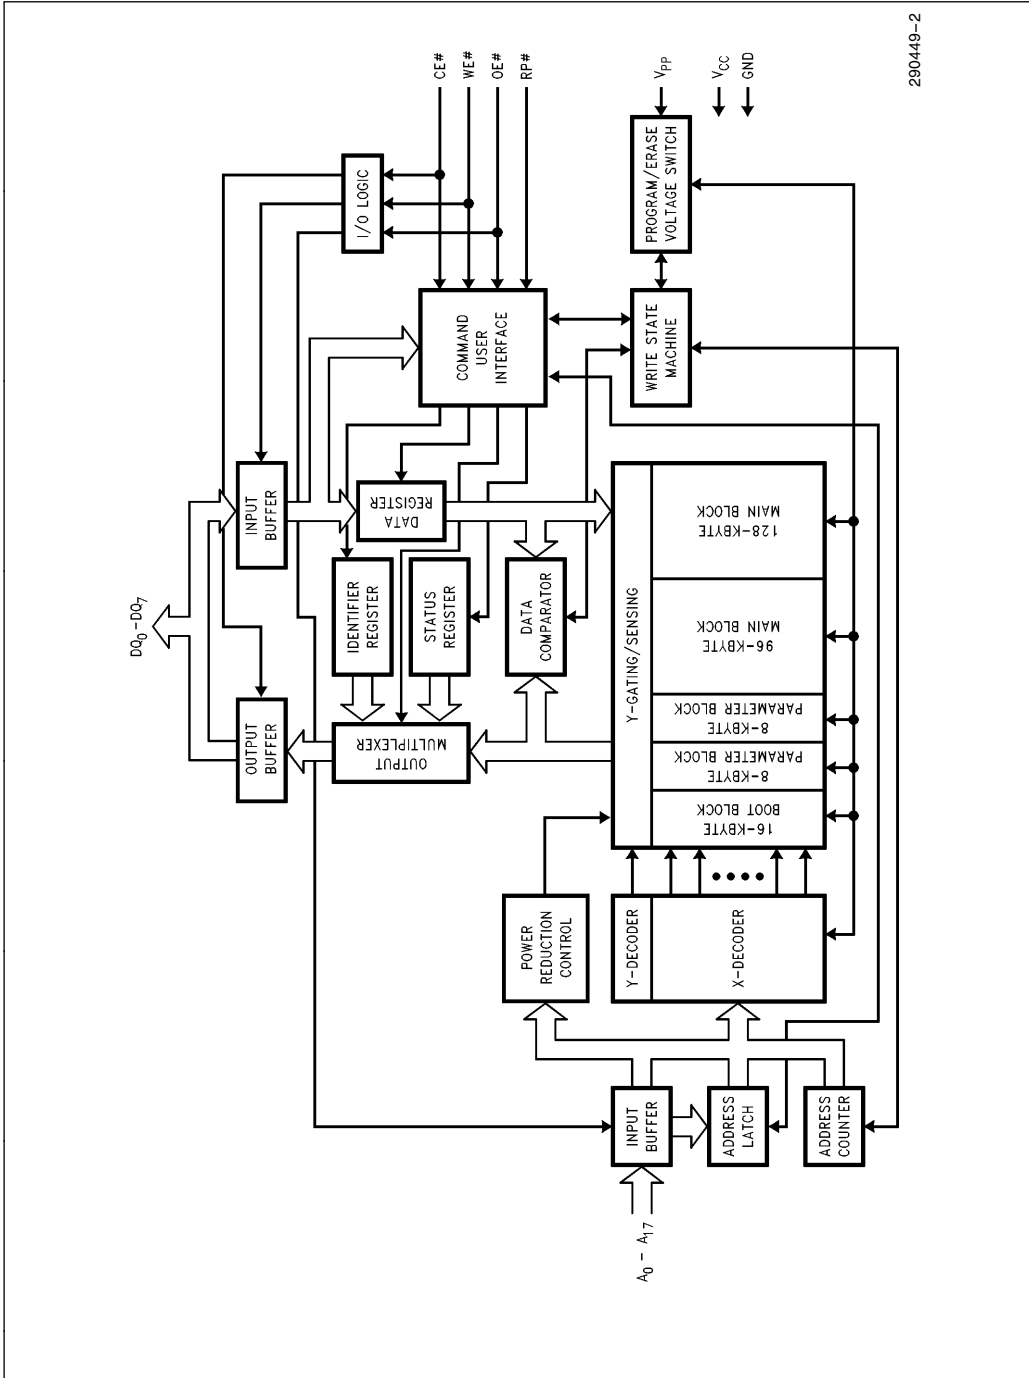 DQ0-DQ7
OUTPUT
BUFFER
INPUT
BUFFER
I/O LOGIC
CE#
WE#
OE#
RP#
OUTPUT
MULTIPLEXER
IDENTIFIER
REGISTER
STATUS
REGISTER
DATA
REGISTER
COMMAND
USER
INTERFACE
POWER
REDUCTION
CONTROL
DATA
COMPARATOR
A0 - A17
INPUT
BUFFER
Y-DECODER
X-DECODER
Y-GATING/SENSING
16-KBYTE
BOOT BLOCK
8-KBYTE
PARAMETER BLOCK
8-KBYTE
PARAMETER BLOCK
96-KBYTE
MAIN BLOCK
128-KBYTE
MAIN BLOCK
WRITE STATE
MACHINE
PROGRAM/ERASE
VOLTAGE SWITCH
VPP
VCC
GND
ADDRESS
LATCH
ADDRESS
COUNTER
290449-2